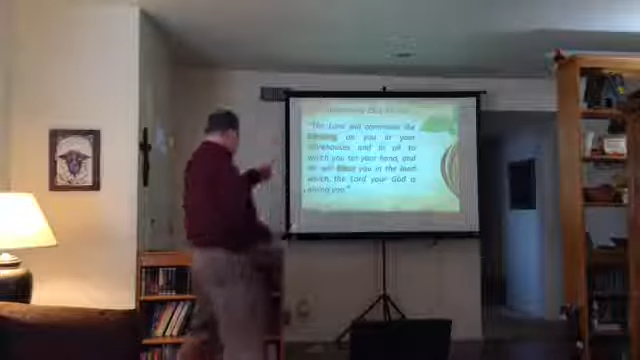 "The Lord will command the
blessing on you in your
storehouses and in all to
which you set your hand, and
He will bless you in the land
which the Lord your God is
giving you."